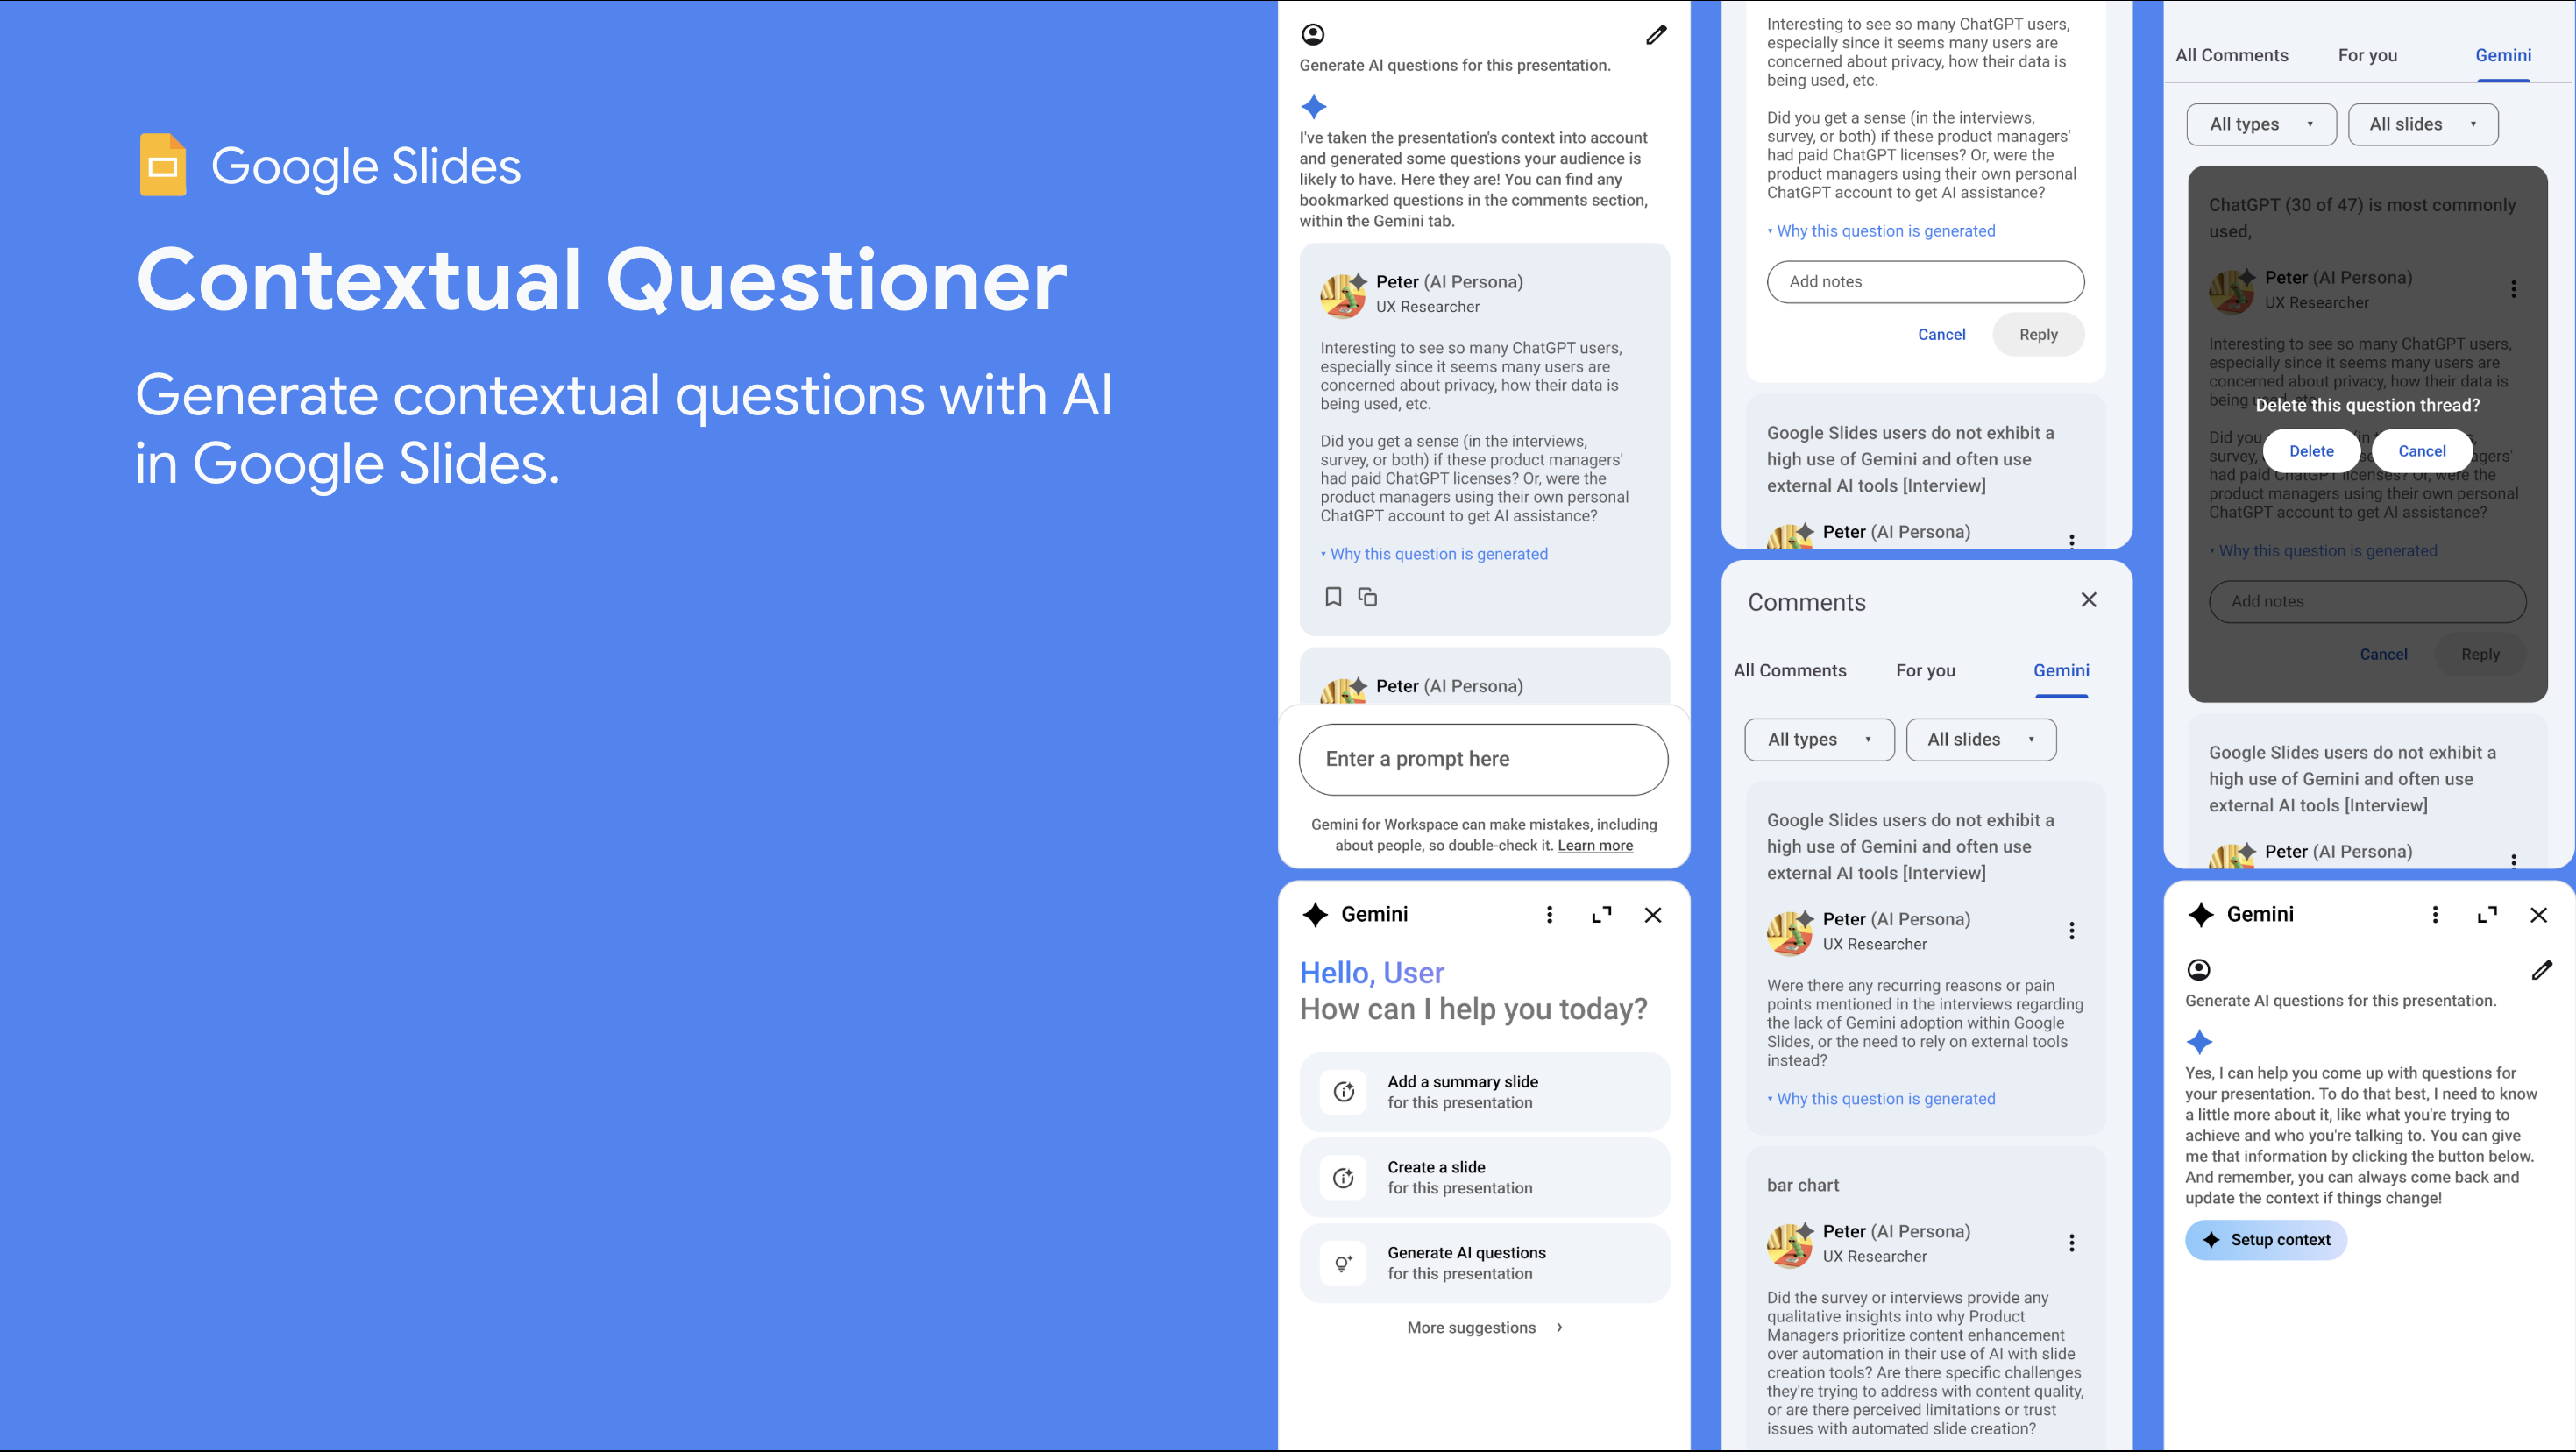 Google Slides
Contextual Questioner
Generate contextual questions with AI
in Google Slides.
Generate AI questions for this presentation.
I've taken the presentation's context into account
and generated some questions your audience is
likely to have. Here they are! You can find any
bookmarked questions in the comments section,
within the Gemini tab.
Peter (AI Persona)
UX Researcher
Interesting to see so many ChatGPT users,
especially since it seems many users are
concerned about privacy, how their data is
being used, etc.
Did you get a sense (in the interviews,
survey, or both) if these product managers'
had paid ChatGPT licenses? Or, were the
product managers using their own personal
ChatGPT account to get AI assistance?
Why this question is generated
Peter (AI Persona)
Enter a prompt here
Gemini for Workspace can make mistakes, including
about people, so double-check it. Learn more
Gemini
Hello, User
How can I help you today?
Add a summary slide
for this presentation
Create a slide
for this presentation
Generate AI questions
for this presentation
More suggestions
Interesting to see so many ChatGPT users,
especially since it seems many users are
concerned about privacy, how their data is
being used, etc.
Did you get a sense (in the interviews,
survey, or both) if these product managers'
had paid ChatGPT licenses? Or, were the
product managers using their own personal
ChatGPT account to get AI assistance?
Why this question is generated
Add notes
Cancel Reply
Google Slides users do not exhibit a
high use of Gemini and often use
external AI tools [Interview]
Peter (AI Persona)
Comments
All Comments For you Gemini
All types All slides
Google Slides users do not exhibit a
high use of Gemini and often use
external AI tools [Interview]
Peter (AI Persona)
UX Researcher
Were there any recurring reasons or pain
points mentioned in the interviews regarding
the lack of Gemini adoption within Google
Slides, or the need to rely on external tools
instead?
Why this question is generated
bar chart
Peter (AI Persona)
UX Researcher
Did the survey or interviews provide any
qualitative insights into why Product
Managers prioritize content enhancement
over automation in their use of AI with slide
creation tools? Are there specific challenges
they're trying to address with content quality,
or are there perceived limitations or trust
issues with automated slide creation?
All Comments For you Gemini
All types All slides
ChatGPT (30 of 47) is most commonly
used,
Peter (AI Persona)
UX Researcher
Interesting to see so many ChatGPT users,
especially since it seems many users are
concerned about privacy, how their data is
being
Delete this question thread?
Did you
Delete Cancel
survey,
had paid ChatGPT licenses? Or, were the
product managers using their own personal
ChatGPT account to get AI assistance?
Why this question is generated
Add notes
Cancel Reply
Google Slides users do not exhibit a
high use of Gemini and often use
external AI tools [Interview]
Peter (AI Persona)
Gemini
Generate AI questions for this presentation.
Yes, I can help you come up with questions for
your presentation. To do that best, I need to know
a little more about it, like what you're trying to
achieve and who you're talking to. You can give
me that information by clicking the button below.
And remember, you can always come back and
update the context if things change!
Setup context